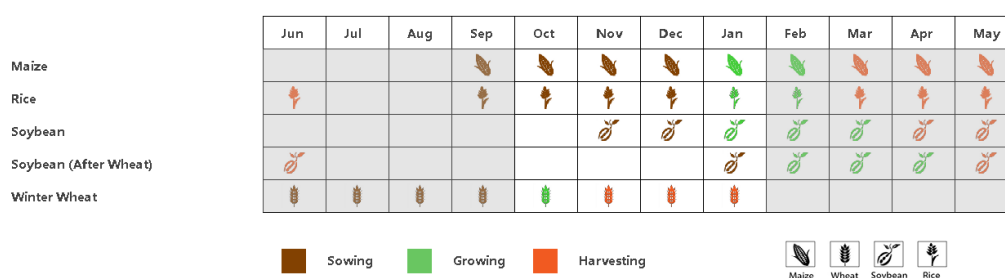 Jun Jul Aug Sep Oct Nov Dec Jan Feb Mar Apr May
Maize
Rice
Soybean
Soybean (After Wheat)
Winter Wheat
Sowing Growing Harvesting
Maize Wheat Soybean Rice